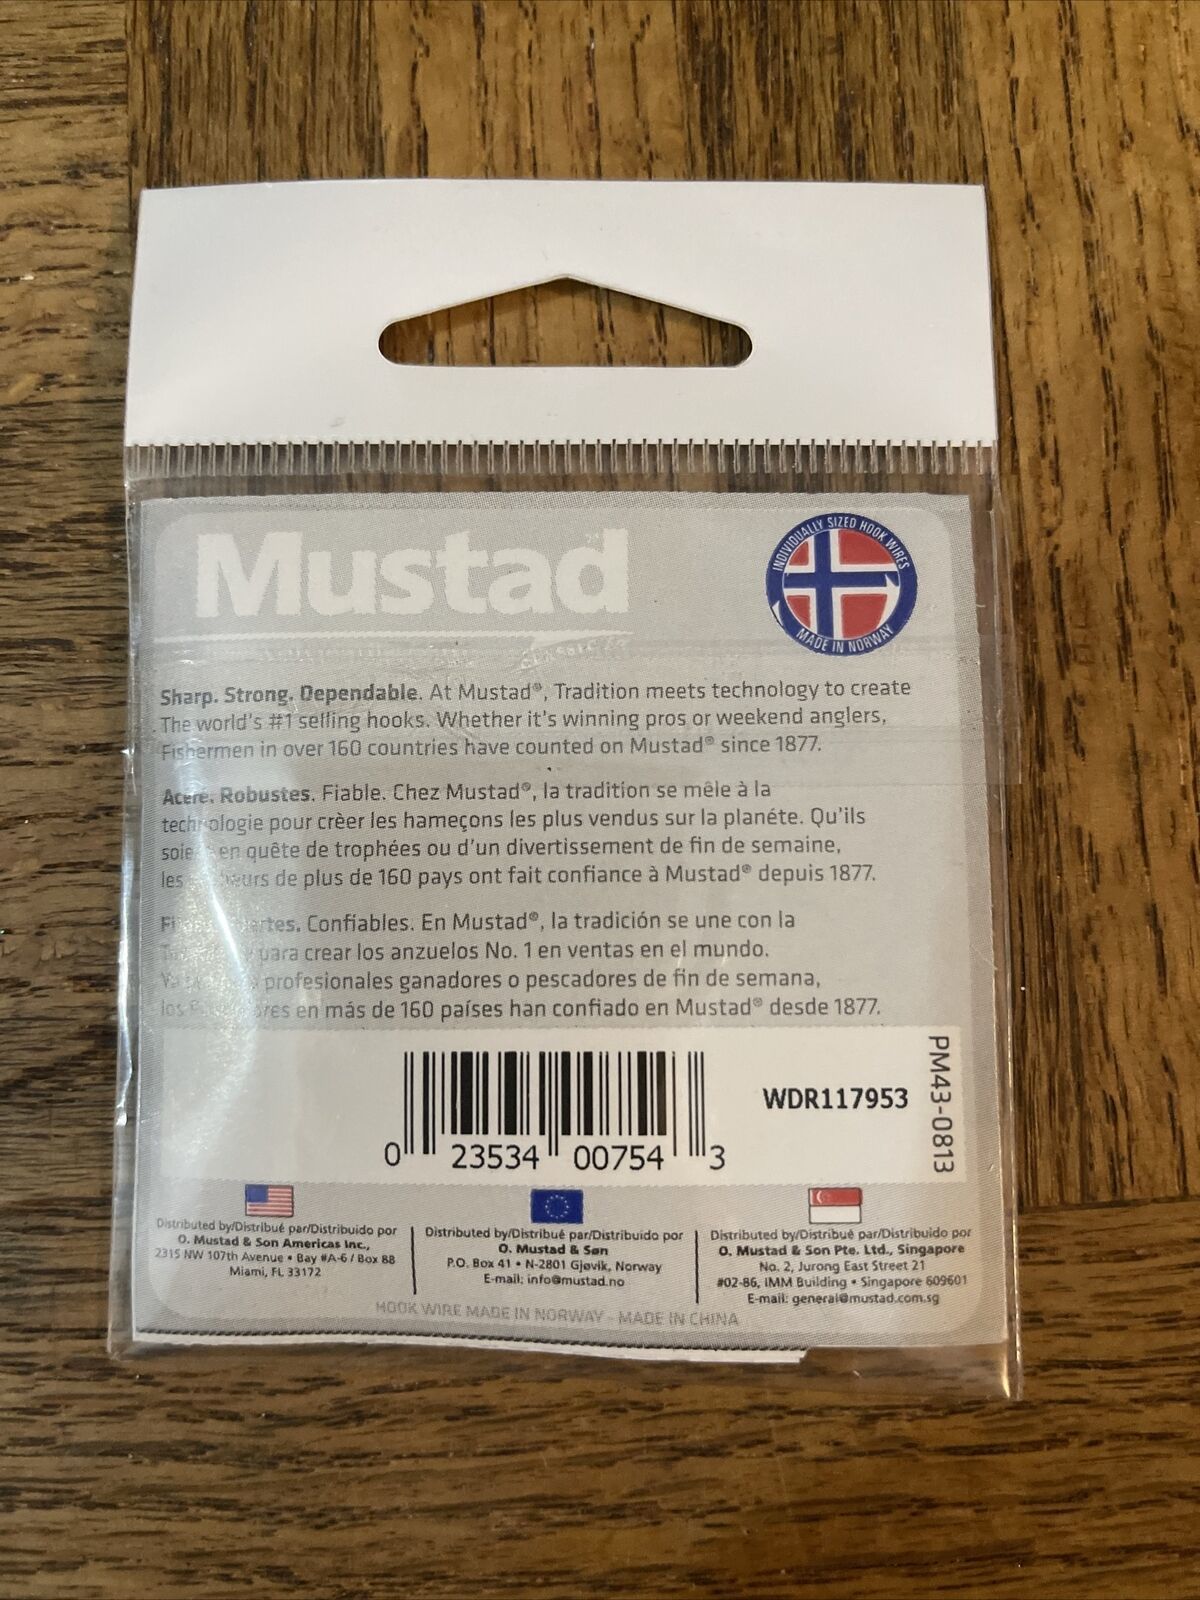 Mustad
INDIVIDUALLY SIZED HOOK WIRES
MADE IN NORWAY
Sharp. Strong. Dependable. At Mustad®, Tradition meets technology to create
The world's #1 selling hooks. Whether it's winning pros or weekend anglers,
Fishermen in over 160 countries have counted on Mustad® since 1877.
Aceré. Robustes. Fiable. Chez Mustad®, la tradition se mêle à la
technologie pour crèer les hameçons les plus vendus sur la planéte. Qu'ils
en quête de trophées ou d'un divertissement de fin de semaine,
les de plus de 160 pays ont fait confiance à Mustad® depuis 1877.
Confiables. En Mustad®, la tradición se une con la
para crear los anzuelos No. 1 en ventas en el mundo.
profesionales ganadores o pescadores de fin de semana,
los en más de 160 países han confiado en Mustad® desde 1877.
0 23534 00754 3
WDR117953
PM43-0813
Distributed by/Distribué par/Distribuido por
O. Mustad & Son Americas Inc.,
2315 NW 107th Avenue • Bay #A-6 / Box 88
Miami, FL 33172
Distributed by/Distribué par/Distribuido por
O. Mustad & Søn
P.O. Box 41 • N-2801 Gjøvik, Norway
E-mail: info@mustad.no
Distributed by/Distribué par/Distribuido por
O. Mustad & Son Pte. Ltd., Singapore
No. 2, Jurong East Street 21
#02-86, IMM Building • Singapore 609601
E-mail: general@mustad.com.sg
HOOK WIRE MADE IN NORWAY - MADE IN CHINA